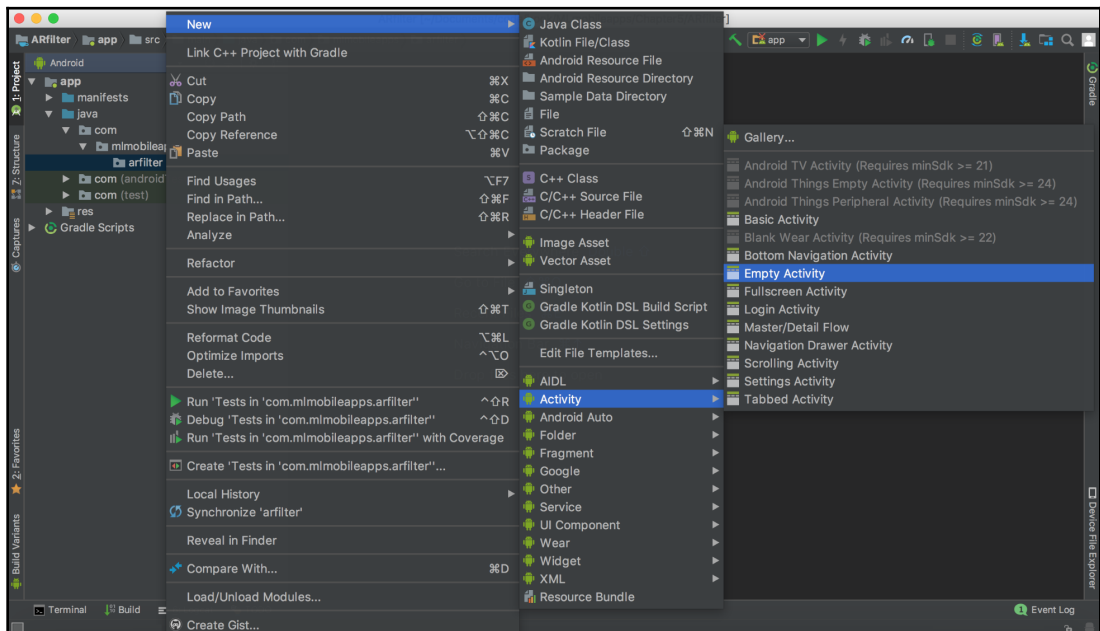 ]
ARfilter
app
src
app
Android
1: Project
app
manifests
java
com
mlmobileap
arfilter
com (android
com (test)
res
Gradle Scripts
Z: Structure
Captures
2: Favorites
Build Variants
New
Link C++ Project with Gradle
Cut ⌘X
Copy ⌘C
Copy Path ⇧⌘C
Copy Reference ⌥⇧⌘C
Paste ⌘V
Find Usages ⌥F7
Find in Path... ⇧⌘F
Replace in Path... ⇧⌘R
Analyze
Refactor
Add to Favorites
Show Image Thumbnails ⇧⌘T
Reformat Code ⌥⌘L
Optimize Imports ^⌥O
Delete... ⌦
Run 'Tests in 'com.mlmobileapps.arfilter'' ^⇧R
Debug 'Tests in 'com.mlmobileapps.arfilter'' ^⇧D
Run 'Tests in 'com.mlmobileapps.arfilter'' with Coverage
Create 'Tests in 'com.mlmobileapps.arfilter''...
Local History
Synchronize 'arfilter'
Reveal in Finder
Compare With... ⌘D
Load/Unload Modules...
Create Gist...
Java Class
Kotlin File/Class
Android Resource File
Android Resource Directory
Sample Data Directory
File
Scratch File ⇧⌘N
Package
C++ Class
C/C++ Source File
C/C++ Header File
Image Asset
Vector Asset
Singleton
Gradle Kotlin DSL Build Script
Gradle Kotlin DSL Settings
Edit File Templates...
AIDL
Activity
Android Auto
Folder
Fragment
Google
Other
Service
UI Component
Wear
Widget
XML
Resource Bundle
Gallery...
Android TV Activity (Requires minSdk >= 21)
Android Things Empty Activity (Requires minSdk >= 24)
Android Things Peripheral Activity (Requires minSdk >= 24)
Basic Activity
Blank Wear Activity (Requires minSdk >= 22)
Bottom Navigation Activity
Empty Activity
Fullscreen Activity
Login Activity
Master/Detail Flow
Navigation Drawer Activity
Scrolling Activity
Settings Activity
Tabbed Activity
Gradle
Device File Explorer
Terminal
Build
1 Event Log